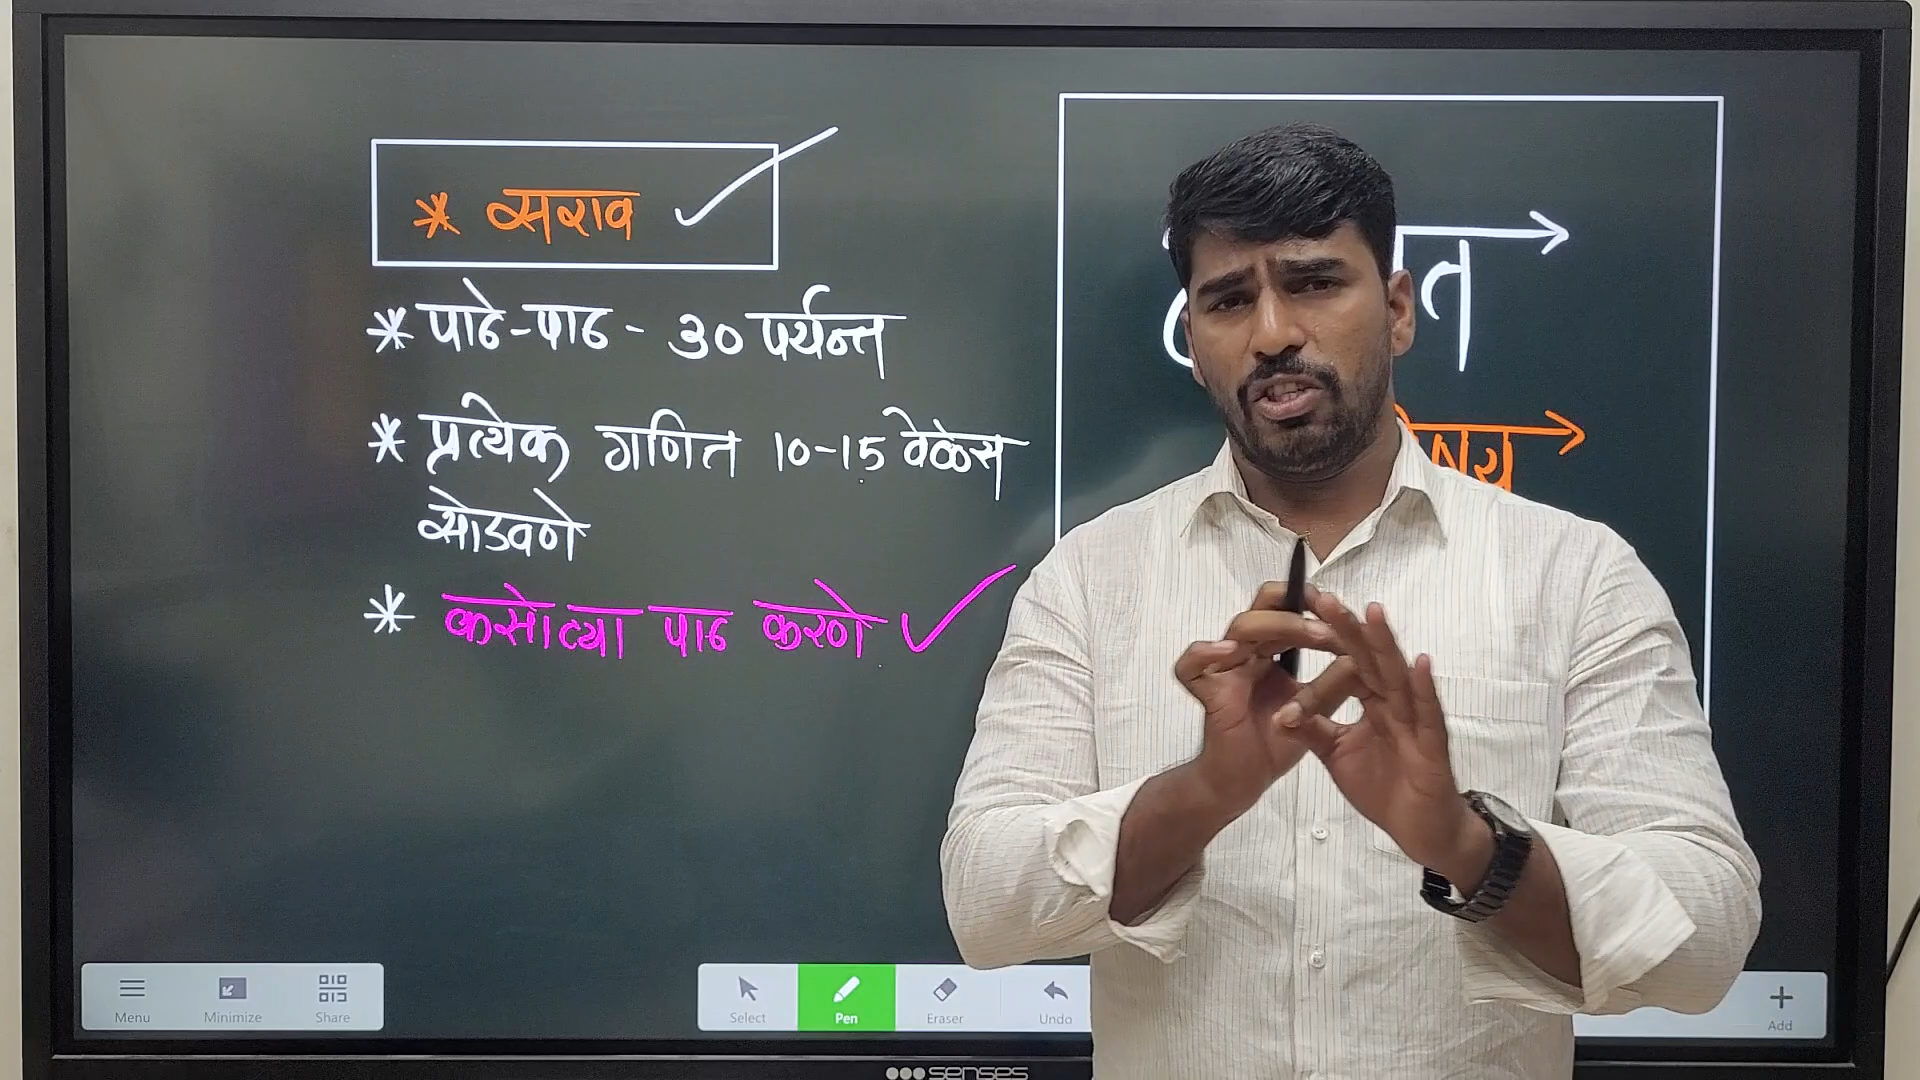 * सराव
* पाढे-पाठ - 30 पर्यन्त
* प्रत्येक गणित 10-15 वेळेस
सोडवणे
* कसोट्या पाठ करणे
Menu Minimize Share Select Pen Eraser Undo Add
senses